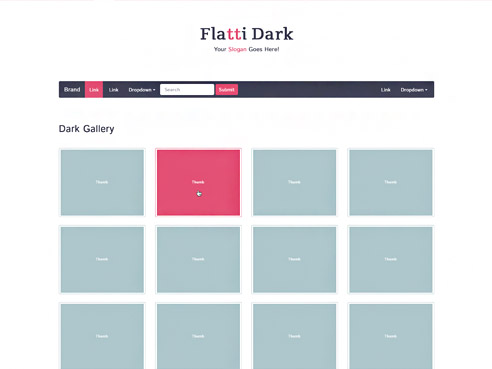 Flatti Dark
Your Slogan Goes Here!
Brand Link Link Dropdown Search Submit Link Dropdown
Dark Gallery
Thumb Thumb Thumb Thumb
Thumb Thumb Thumb Thumb
Thumb Thumb Thumb Thumb